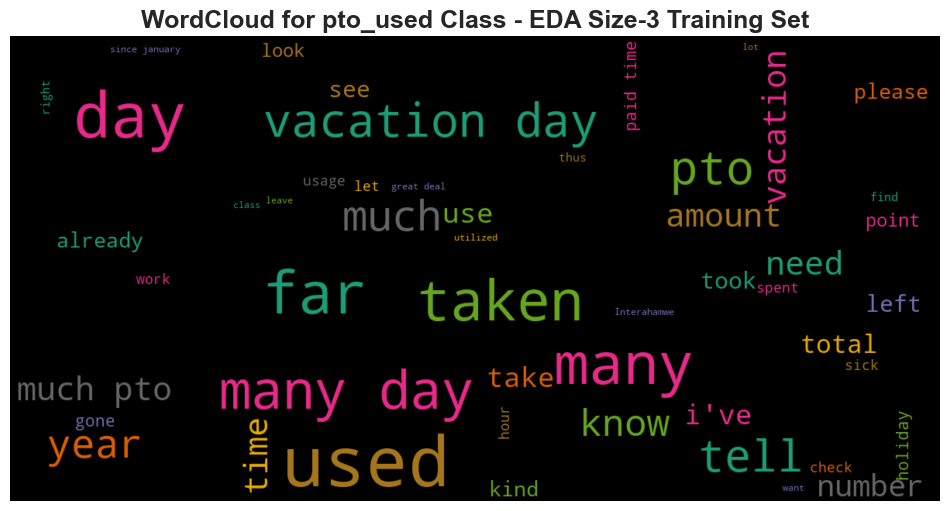 WordCloud for pto_used Class - EDA Size-3 Training Set
since january
look
paid time
lot
right
day
see
vacation day
vacation
please
thus
pto
usage
let
great deal
class
leave
much
use
amount
find
point
already
utilized
work
far
taken
took
need
spent
left
Interahamwe
total
sick
much pto
many day
take
many
gone
year
time
used
hour
kind
know
i've
tell
check
holiday
want
number